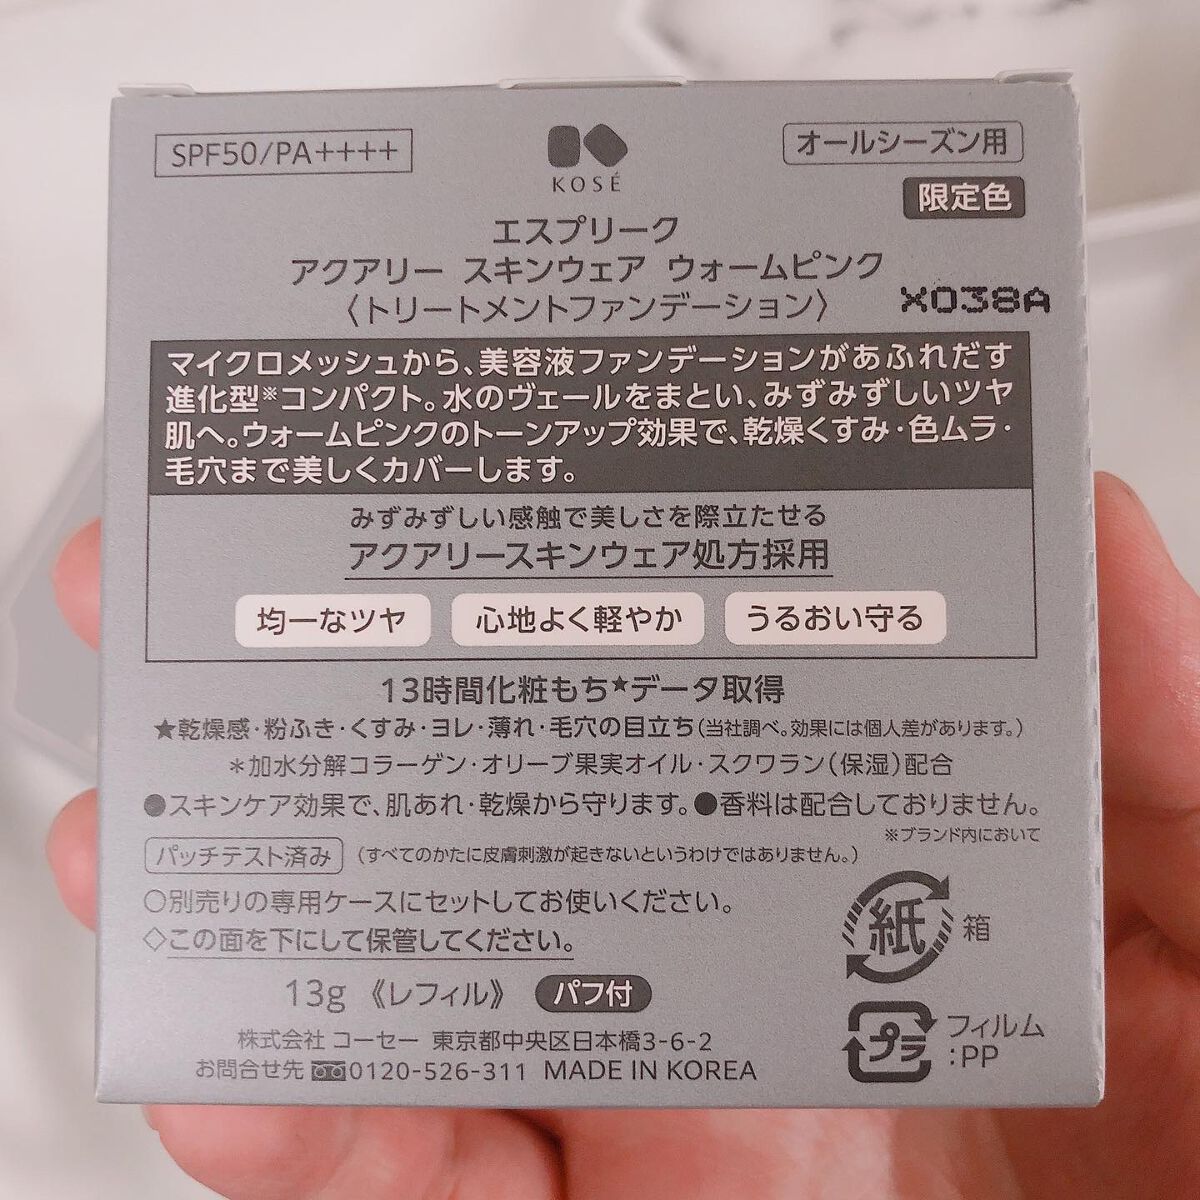 SPF50/PA++++
KOSÉ
オールシーズン用
限定色
エスプリーク
アクアリー スキンウェア ウォームピンク
〈トリートメントファンデーション〉
X038A
マイクロメッシュから、美容液ファンデーションがあふれだす
進化型※コンパクト。水のヴェールをまとい、みずみずしいツヤ
肌へ。ウォームピンクのトーンアップ効果で、乾燥くすみ・色ムラ・
毛穴まで美しくカバーします。
みずみずしい感触で美しさを際立たせる
アクアリースキンウェア処方採用
均一なツヤ
心地よく軽やか
うるおい守る
13時間化粧もち★データ取得
★乾燥感・粉ふき・くすみ・ヨレ・薄れ・毛穴の目立ち(当社調べ。効果には個人差があります。)
＊加水分解コラーゲン・オリーブ果実オイル・スクワラン(保湿)配合
●スキンケア効果で、肌あれ・乾燥から守ります。●香料は配合しておりません。
※ブランド内において
パッチテスト済み (すべてのかたに皮膚刺激が起きないというわけではありません。)
○別売りの専用ケースにセットしてお使いください。
◇この面を下にして保管してください。
紙 箱
13g 《レフィル》 パフ付
プラ フィルム
:PP
株式会社 コーセー 東京都中央区日本橋3-6-2
お問合せ先 0120-526-311 MADE IN KOREA